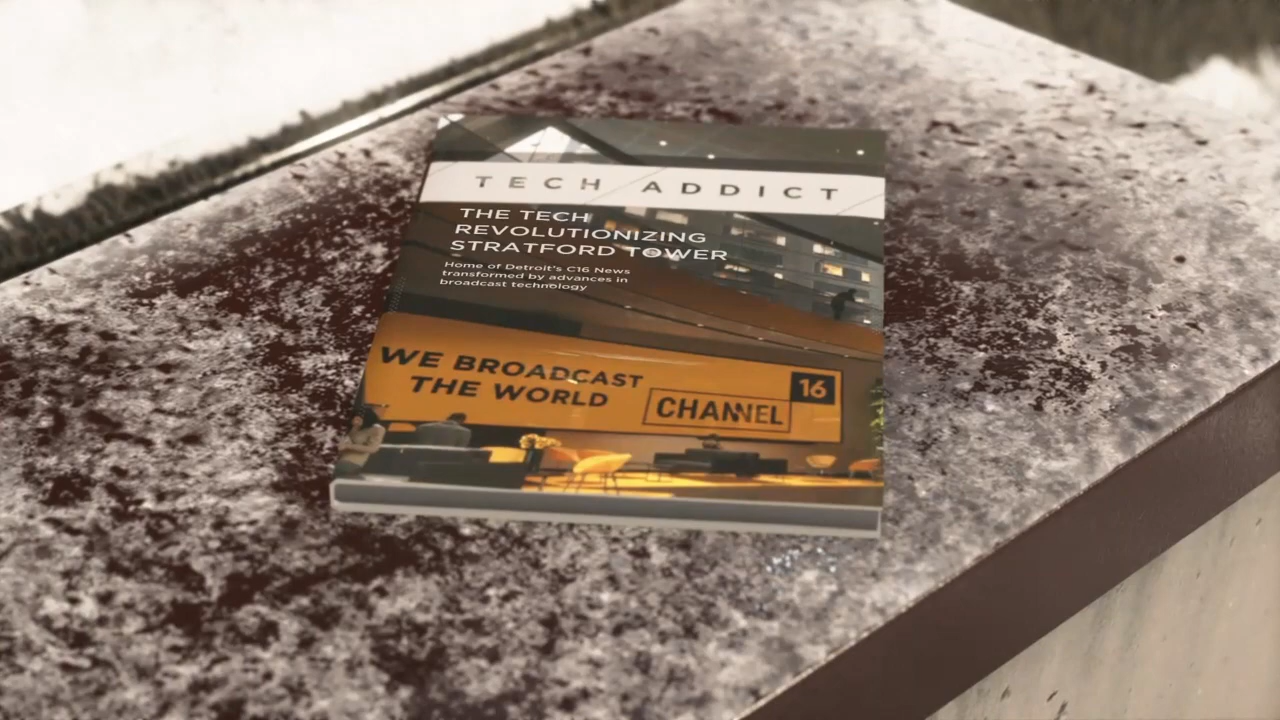 TECH ADDICT
THE TECH
REVOLUTIONIZING
STRATFORD TOWER
Home of Detroit's C16 News
transformed by advances in
broadcast technology
WE BROADCAST
THE WORLD
CHANNEL 16